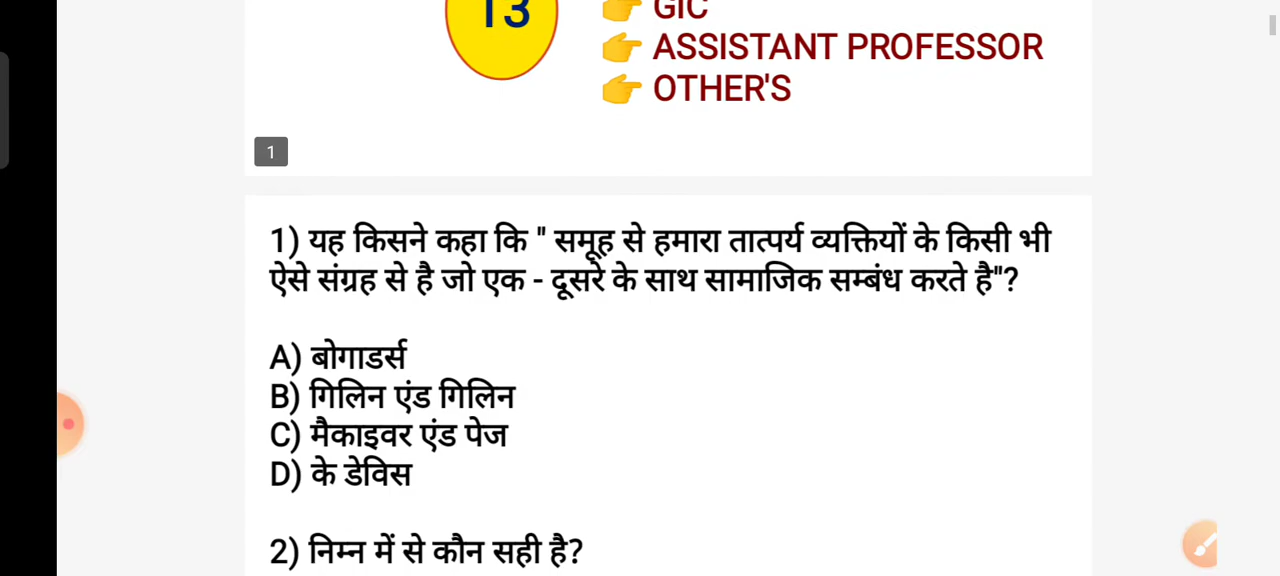 13
GIC
ASSISTANT PROFESSOR
OTHER'S
1
1) यह किसने कहा कि " समूह से हमारा तात्पर्य व्यक्तियों के किसी भी
ऐसे संग्रह से है जो एक - दूसरे के साथ सामाजिक सम्बंध करते है"?
A) बोगाडर्स
B) गिलिन एंड गिलिन
C) मैकाइवर एंड पेज
D) के डेविस
2) निम्न में से कौन सही है?